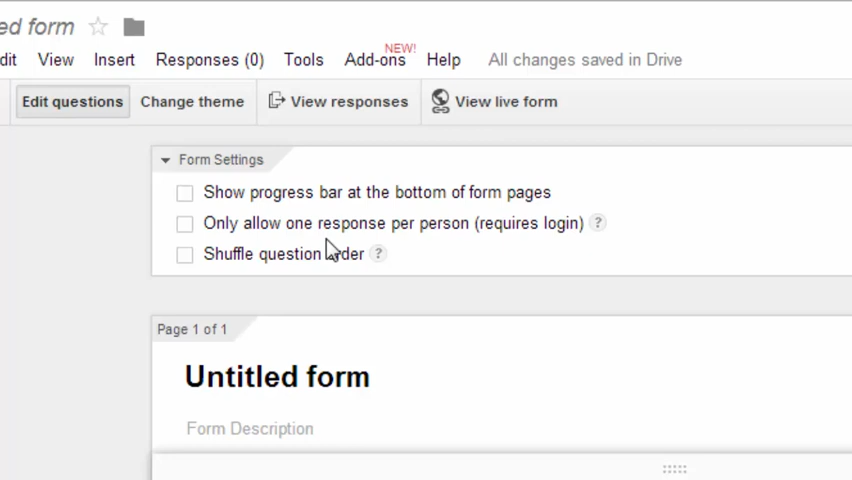 ed form
dit View Insert Responses (0) Tools Add-ons NEW! Help All changes saved in Drive
Edit questions Change theme View responses View live form
Form Settings
Show progress bar at the bottom of form pages
Only allow one response per person (requires login) ?
Shuffle question order ?
Page 1 of 1
Untitled form
Form Description